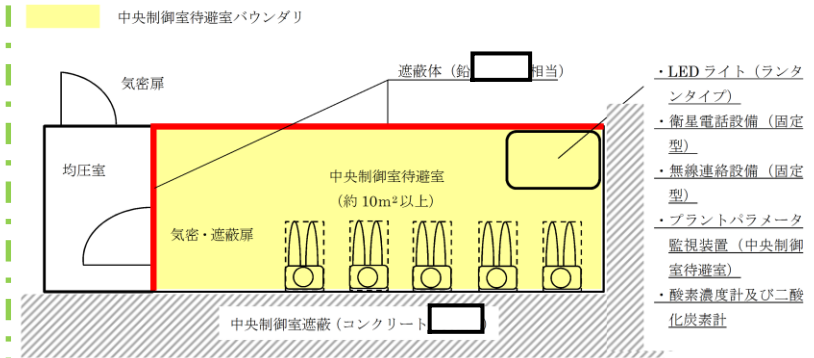 中央制御室待避室バウンダリ
気密扉
遮蔽体（鉛 相当）
均圧室
中央制御室待避室
（約 10m²以上）
気密・遮蔽扉
中央制御室遮蔽（コンクリート ）
・LED ライト（ランタ
ンタイプ）
・衛星電話設備（固定
型）
・無線連絡設備（固定
型）
・プラントパラメータ
監視装置（中央制御
室待避室）
・酸素濃度計及び二酸
化炭素計